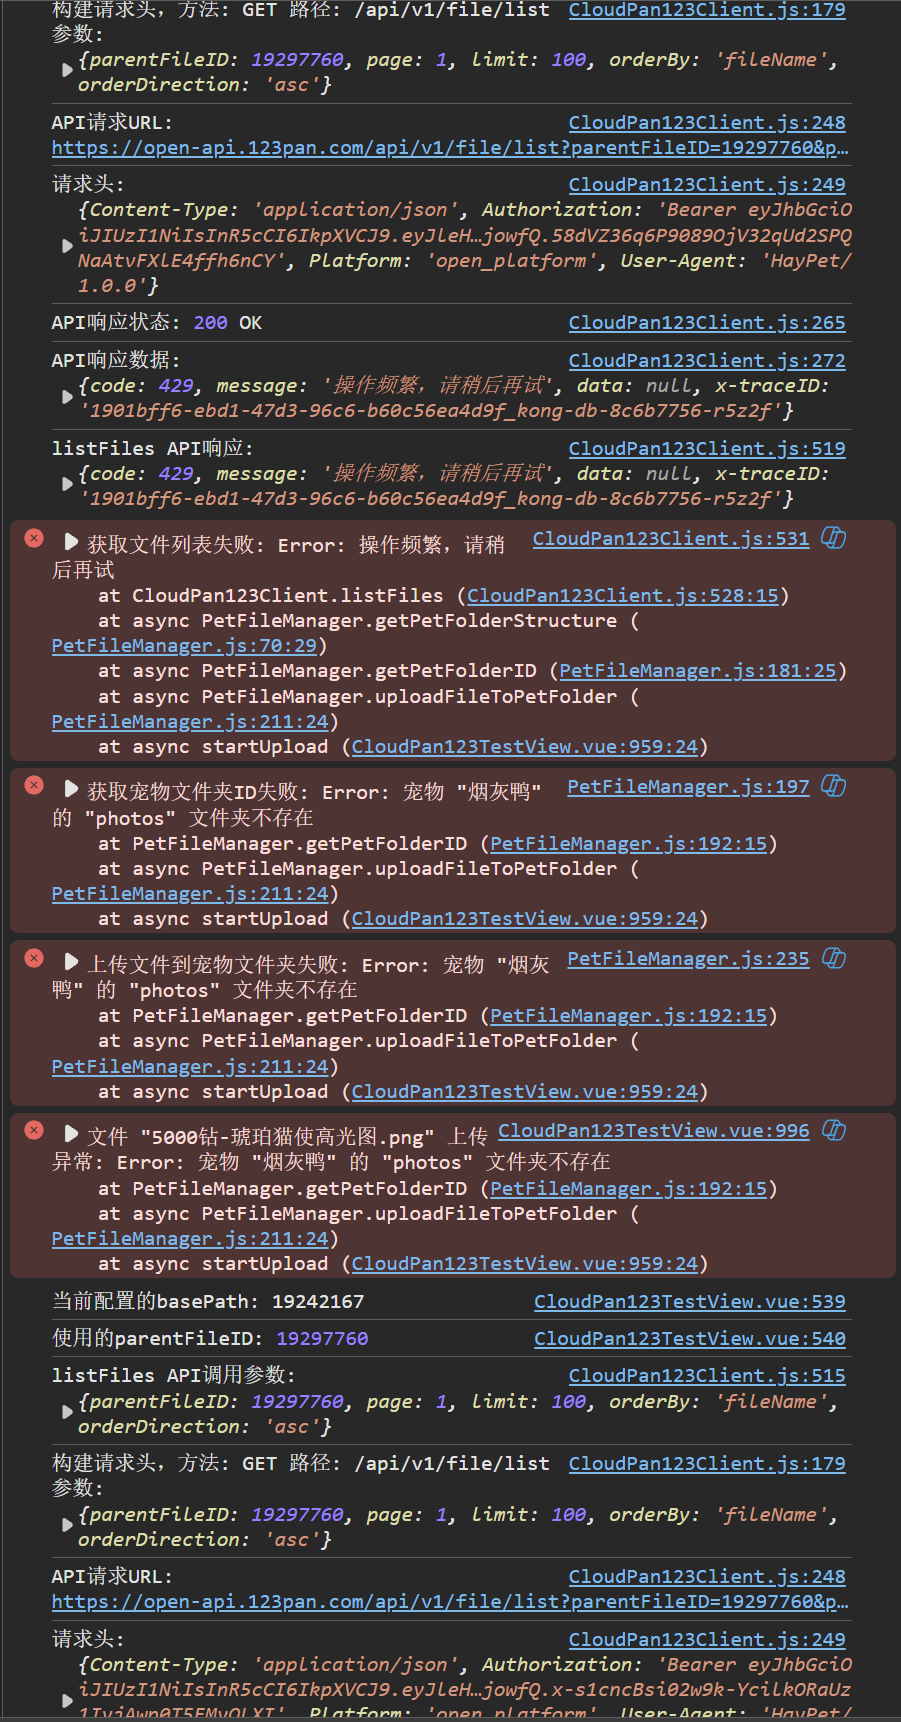 构建请求头，方法: GET 路径: /api/v1/file/list CloudPan123Client.js:179
参数:
{parentFileID: 19297760, page: 1, limit: 100, orderBy: 'fileName',
orderDirection: 'asc'}
API请求URL: CloudPan123Client.js:248
https://open-api.123pan.com/api/v1/file/list?parentFileID=19297760&p…
请求头: CloudPan123Client.js:249
{Content-Type: 'application/json', Authorization: 'Bearer eyJhbGciO
iJIUzI1NiIsInR5cCI6IkpXVCJ9.eyJleH…jowfQ.58dVZ36q6P9089OjV32qUd2SPQ
NaAtvFXlE4ffh6nCY', Platform: 'open_platform', User-Agent: 'HayPet/
1.0.0'}
API响应状态: 200 OK CloudPan123Client.js:265
API响应数据: CloudPan123Client.js:272
{code: 429, message: '操作频繁，请稍后再试', data: null, x-traceID:
'1901bff6-ebd1-47d3-96c6-b60c56ea4d9f_kong-db-8c6b7756-r5z2f'}
listFiles API响应: CloudPan123Client.js:519
{code: 429, message: '操作频繁，请稍后再试', data: null, x-traceID:
'1901bff6-ebd1-47d3-96c6-b60c56ea4d9f_kong-db-8c6b7756-r5z2f'}
获取文件列表失败: Error: 操作频繁，请稍 CloudPan123Client.js:531
后再试
at CloudPan123Client.listFiles (CloudPan123Client.js:528:15)
at async PetFileManager.getPetFolderStructure (
PetFileManager.js:70:29)
at async PetFileManager.getPetFolderID (PetFileManager.js:181:25)
at async PetFileManager.uploadFileToPetFolder (
PetFileManager.js:211:24)
at async startUpload (CloudPan123TestView.vue:959:24)
获取宠物文件夹ID失败: Error: 宠物 "烟灰鸭" PetFileManager.js:197
的 "photos" 文件夹不存在
at PetFileManager.getPetFolderID (PetFileManager.js:192:15)
at async PetFileManager.uploadFileToPetFolder (
PetFileManager.js:211:24)
at async startUpload (CloudPan123TestView.vue:959:24)
上传文件到宠物文件夹失败: Error: 宠物 "烟灰 PetFileManager.js:235
鸭" 的 "photos" 文件夹不存在
at PetFileManager.getPetFolderID (PetFileManager.js:192:15)
at async PetFileManager.uploadFileToPetFolder (
PetFileManager.js:211:24)
at async startUpload (CloudPan123TestView.vue:959:24)
文件 "5000钻-琥珀猫使高光图.png" 上传 CloudPan123TestView.vue:996
异常: Error: 宠物 "烟灰鸭" 的 "photos" 文件夹不存在
at PetFileManager.getPetFolderID (PetFileManager.js:192:15)
at async PetFileManager.uploadFileToPetFolder (
PetFileManager.js:211:24)
at async startUpload (CloudPan123TestView.vue:959:24)
当前配置的basePath: 19242167 CloudPan123TestView.vue:539
使用的parentFileID: 19297760 CloudPan123TestView.vue:540
listFiles API调用参数: CloudPan123Client.js:515
{parentFileID: 19297760, page: 1, limit: 100, orderBy: 'fileName',
orderDirection: 'asc'}
构建请求头，方法: GET 路径: /api/v1/file/list CloudPan123Client.js:179
参数:
{parentFileID: 19297760, page: 1, limit: 100, orderBy: 'fileName',
orderDirection: 'asc'}
API请求URL: CloudPan123Client.js:248
https://open-api.123pan.com/api/v1/file/list?parentFileID=19297760&p…
请求头: CloudPan123Client.js:249
{Content-Type: 'application/json', Authorization: 'Bearer eyJhbGciO
iJIUzI1NiIsInR5cCI6IkpXVCJ9.eyJleH…jowfQ.x-s1cncBsi02w9k-YcilkORaUz
Platform: 'open_platform', User-Agent: 'HayPet/